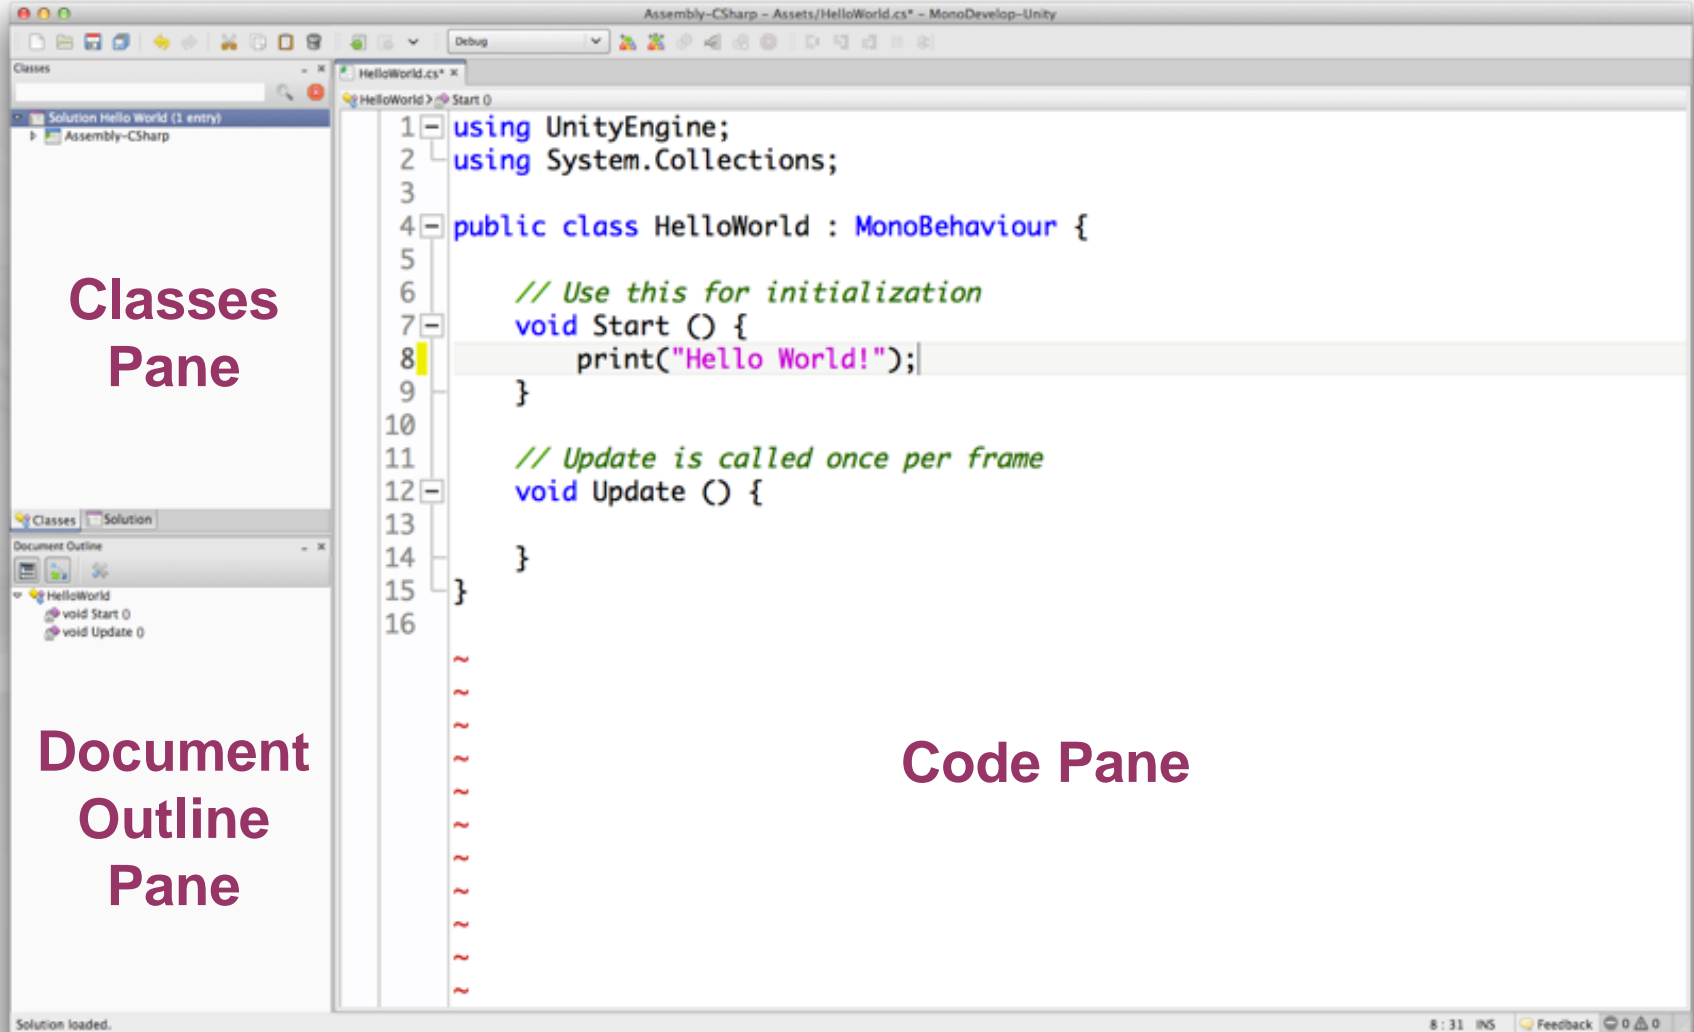 Assembly-CSharp – Assets/HelloWorld.cs* – MonoDevelop-Unity
Debug
Classes
HelloWorld.cs*
HelloWorld
Start ()
Solution Hello World (1 entry)
Assembly-CSharp
Classes
Pane
Classes
Solution
Document Outline
HelloWorld
void Start ()
void Update ()
Document
Outline
Pane
1 using UnityEngine;
2 using System.Collections;
3
4 public class HelloWorld : MonoBehaviour {
5
6 // Use this for initialization
7 void Start () {
8 print("Hello World!");
9 }
10
11 // Update is called once per frame
12 void Update () {
13
14 }
15 }
16
~
~
~
~
~
~
~
~
~
~
~
Code Pane
Solution loaded.
8 : 31 INS Feedback 0 0